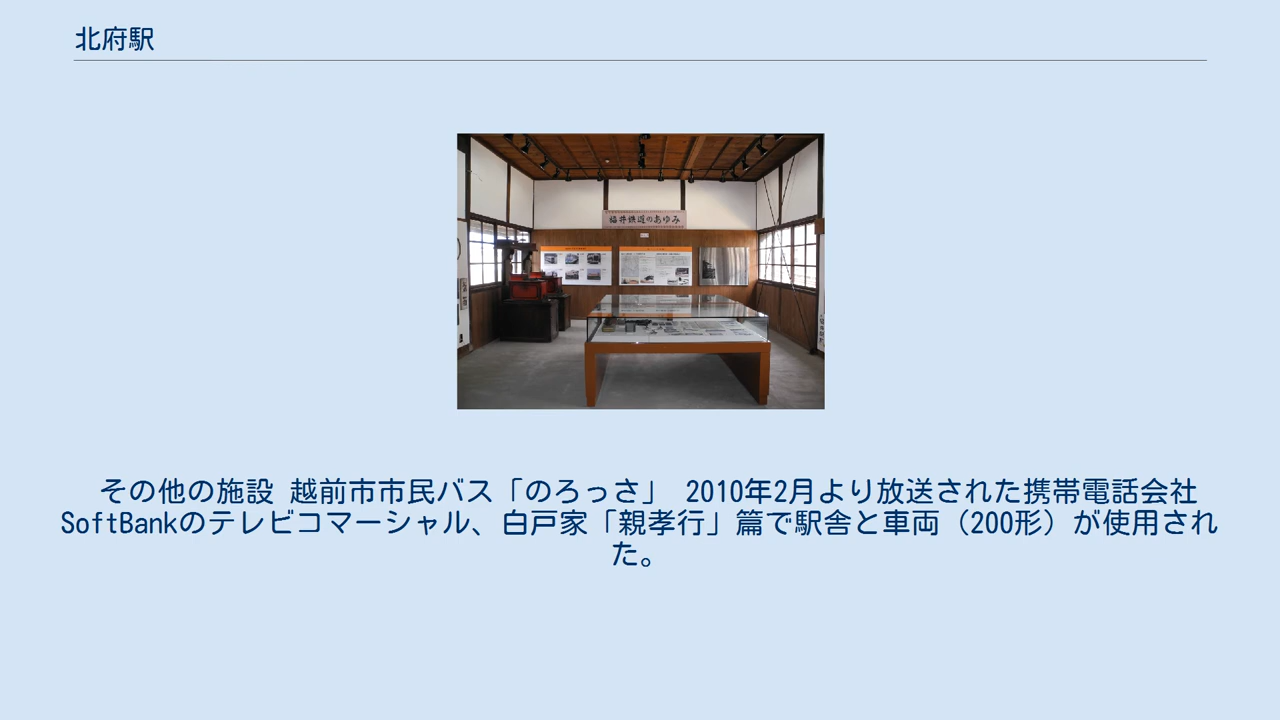 北府駅
福井鉄道のあゆみ
その他の施設 越前市市民バス「のろっさ」 2010年2月より放送された携帯電話会社
SoftBankのテレビコマーシャル、白戸家「親孝行」篇で駅舎と車両（200形）が使用され
た。